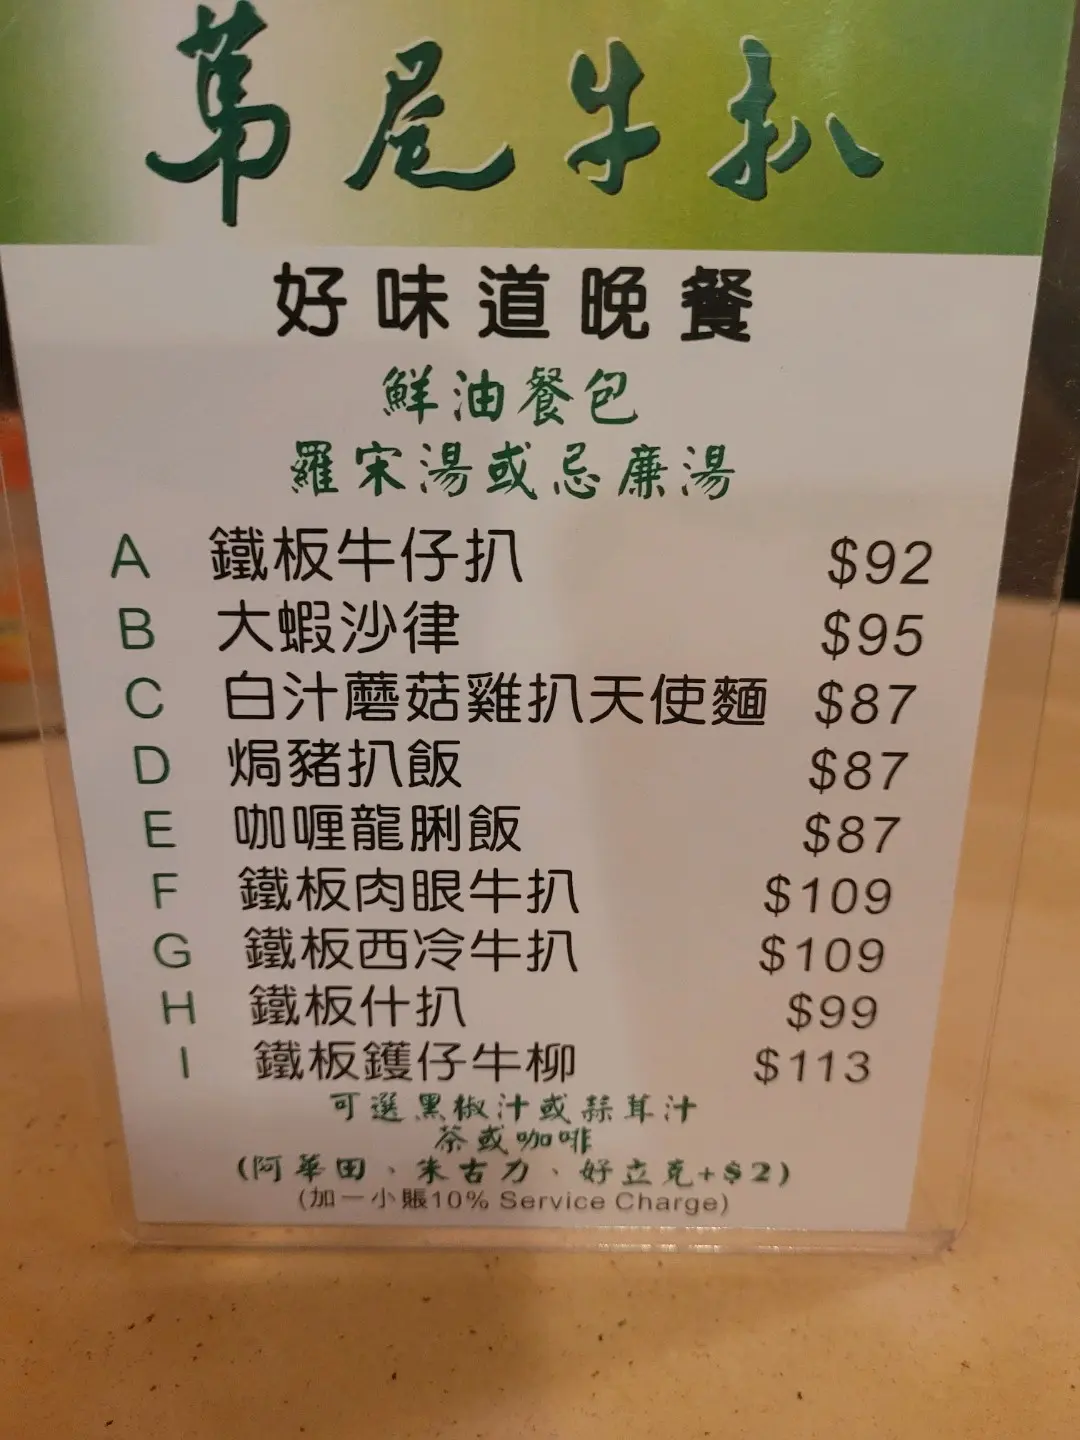 第尾牛扒
好味道晚餐
鮮油餐包
羅宋湯或忌廉湯
A 鐵板牛仔扒 $92
B 大蝦沙律 $95
C 白汁蘑菇雞扒天使麵 $87
D 焗豬扒飯 $87
E 咖喱龍脷飯 $87
F 鐵板肉眼牛扒 $109
G 鐵板西冷牛扒 $109
H 鐵板什扒 $99
I 鐵板鑊仔牛柳 $113
可選黑椒汁或蒜茸汁
茶或咖啡
(阿華田、朱古力、好立克+$2)
(加一小賬10% Service Charge)